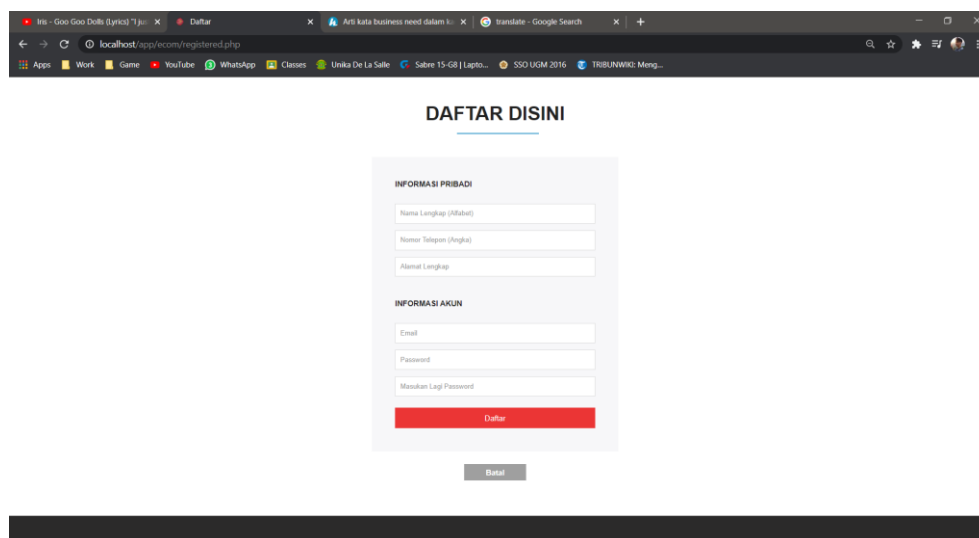 Iris - Goo Goo Dolls (Lyrics) "I jus
Daftar
Arti kata business need dalam ka
translate - Google Search
localhost/app/ecom/registered.php
Apps Work Game YouTube WhatsApp Classes Unika De La Salle Sabre 15-G8 | Lapto... SSO UGM 2016 TRIBUNWIKI: Meng...
DAFTAR DISINI
INFORMASI PRIBADI
Nama Lengkap (Alfabet)
Nomor Telepon (Angka)
Alamat Lengkap
INFORMASI AKUN
Email
Password
Masukan Lagi Password
Daftar
Batal